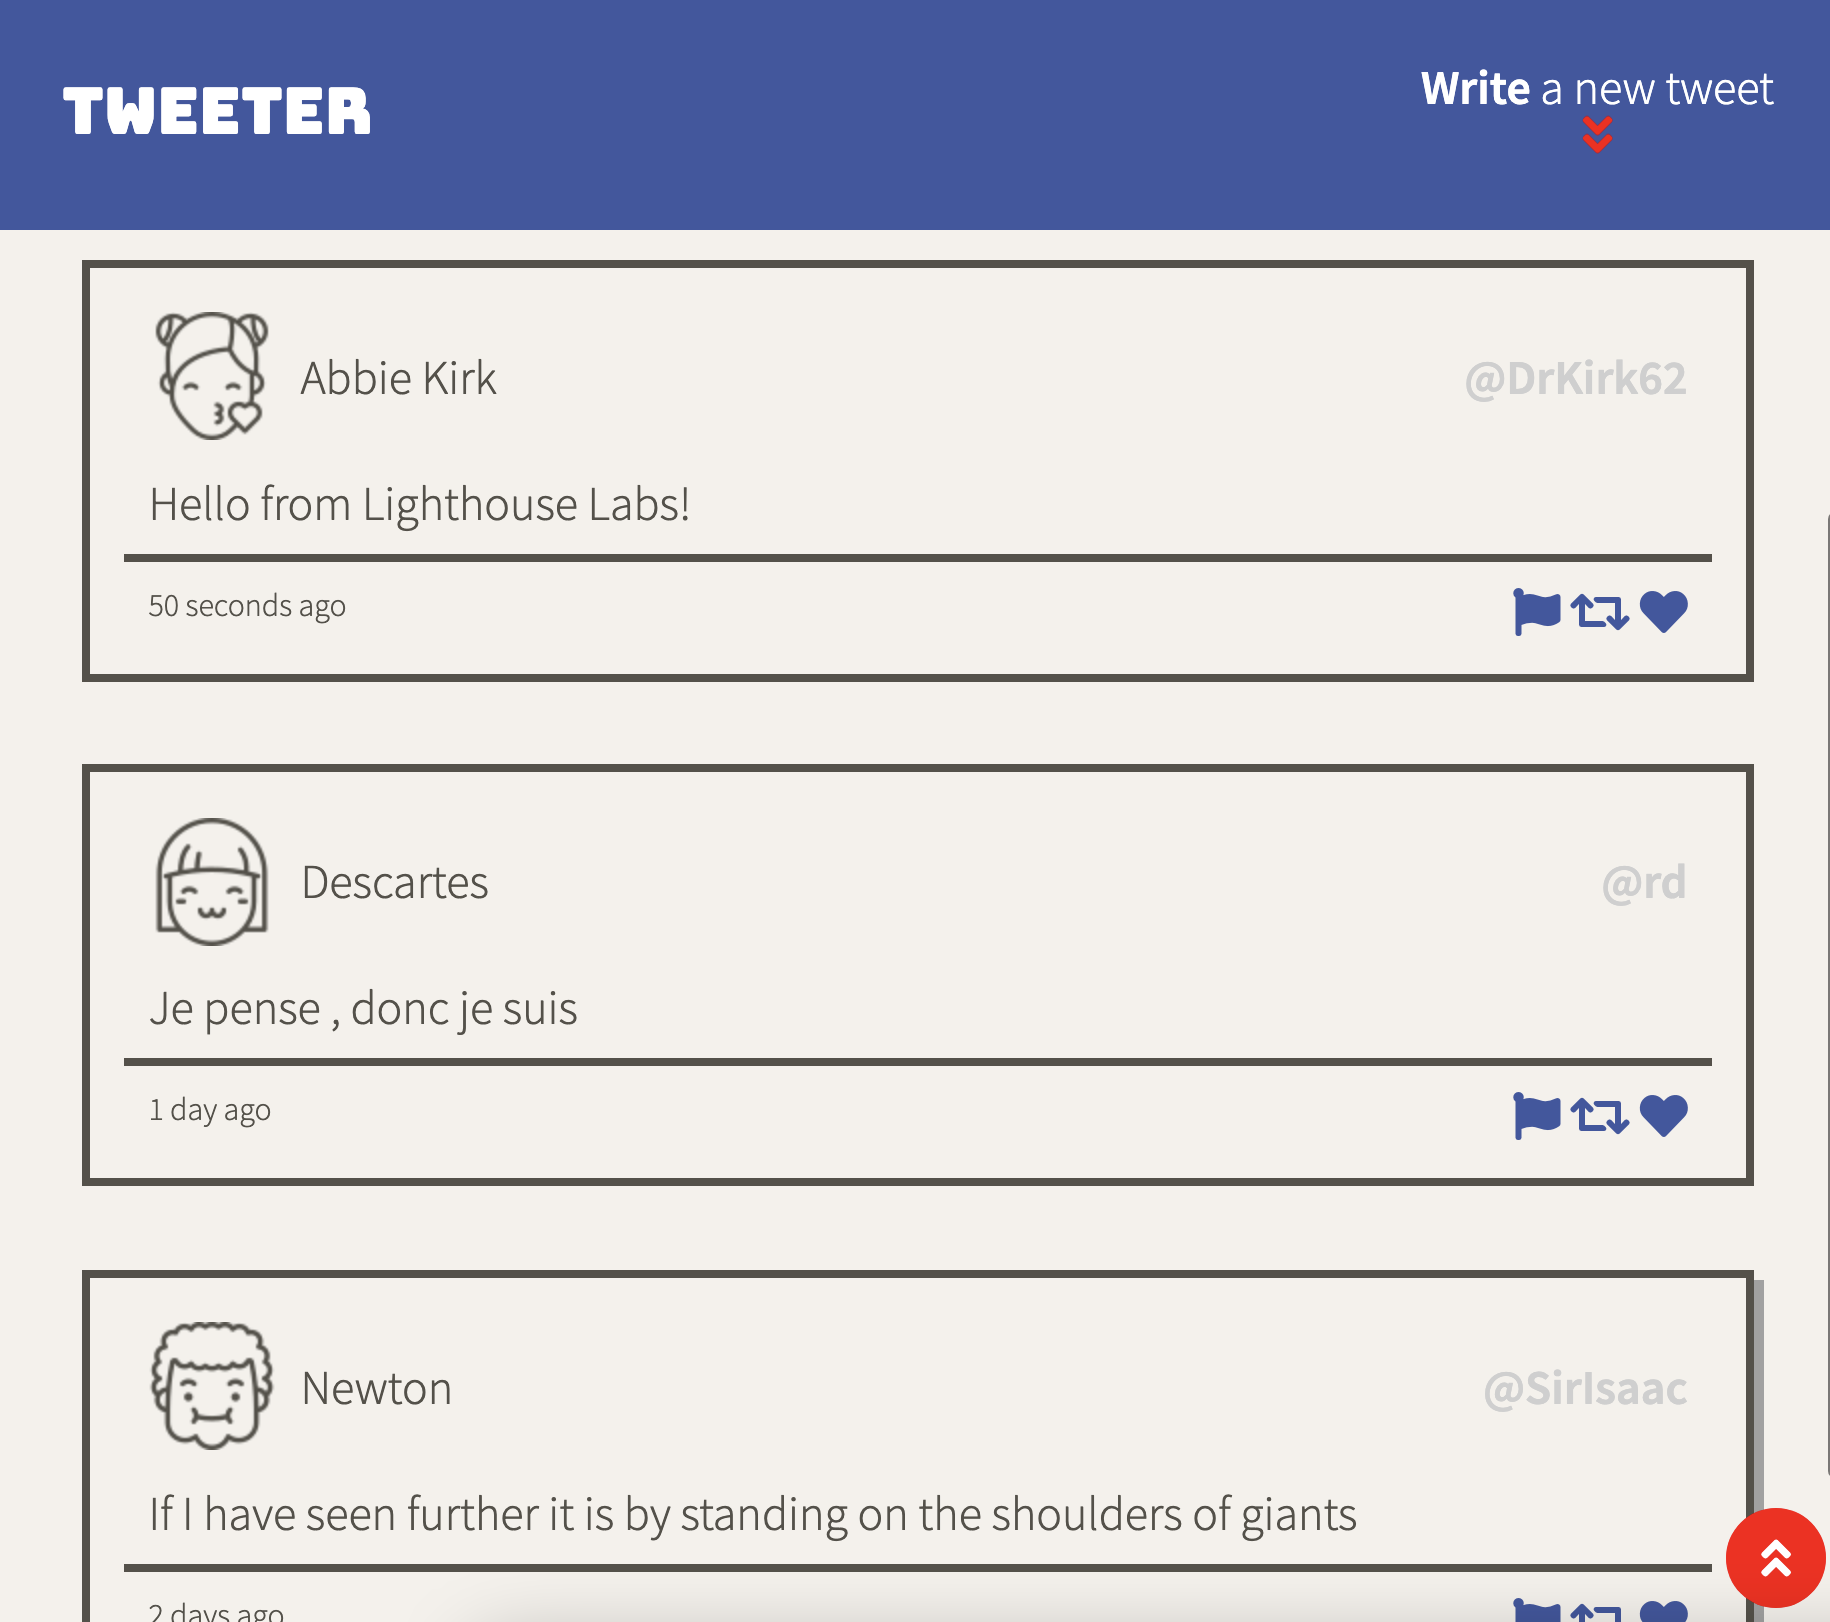 TWEETER
Write a new tweet
Abbie Kirk
@DrKirk62
Hello from Lighthouse Labs!
50 seconds ago
Descartes
@rd
Je pense , donc je suis
1 day ago
Newton
@SirIsaac
If I have seen further it is by standing on the shoulders of giants
2 days ago